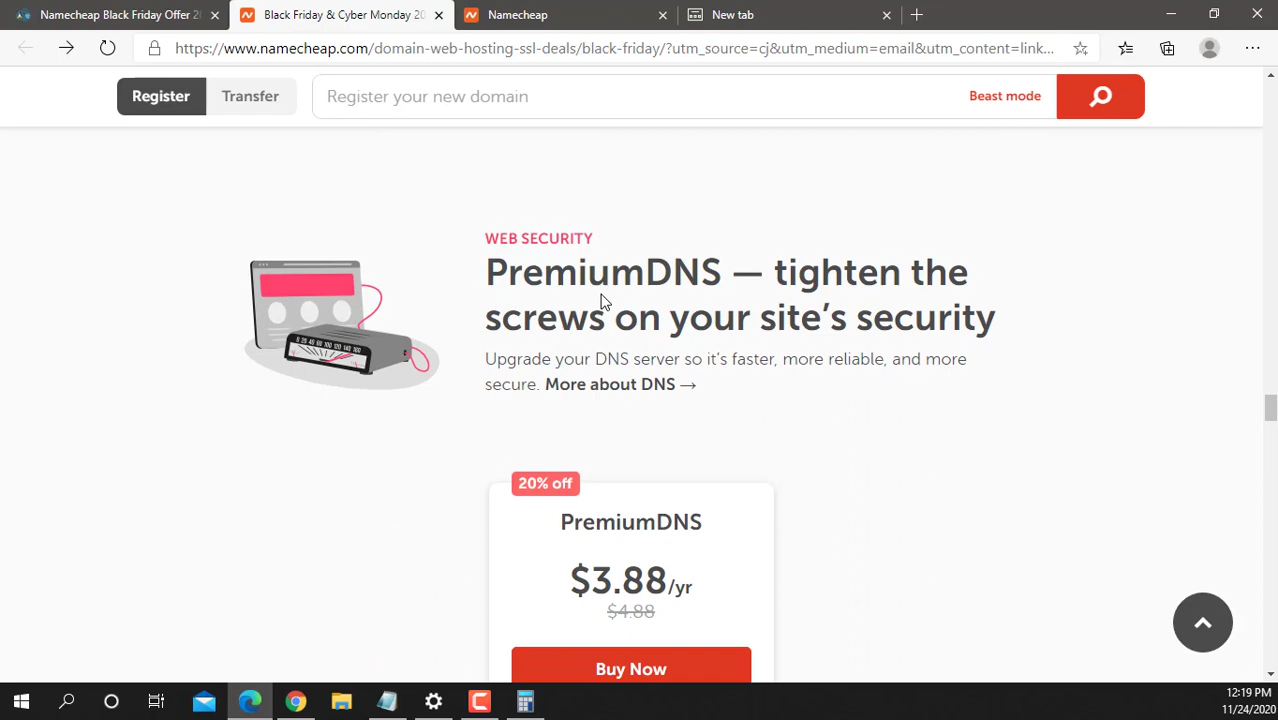 Namecheap Black Friday Offer 2
Black Friday & Cyber Monday 20
Namecheap
New tab
https://www.namecheap.com/domain-web-hosting-ssl-deals/black-friday/?utm_source=cj&utm_medium=email&utm_content=link...
Register
Transfer
Register your new domain
Beast mode
WEB SECURITY
PremiumDNS — tighten the
screws on your site's security
Upgrade your DNS server so it's faster, more reliable, and more
secure. More about DNS →
20% off
PremiumDNS
$3.88/yr
$4.88
Buy Now
12:19 PM
11/24/2020